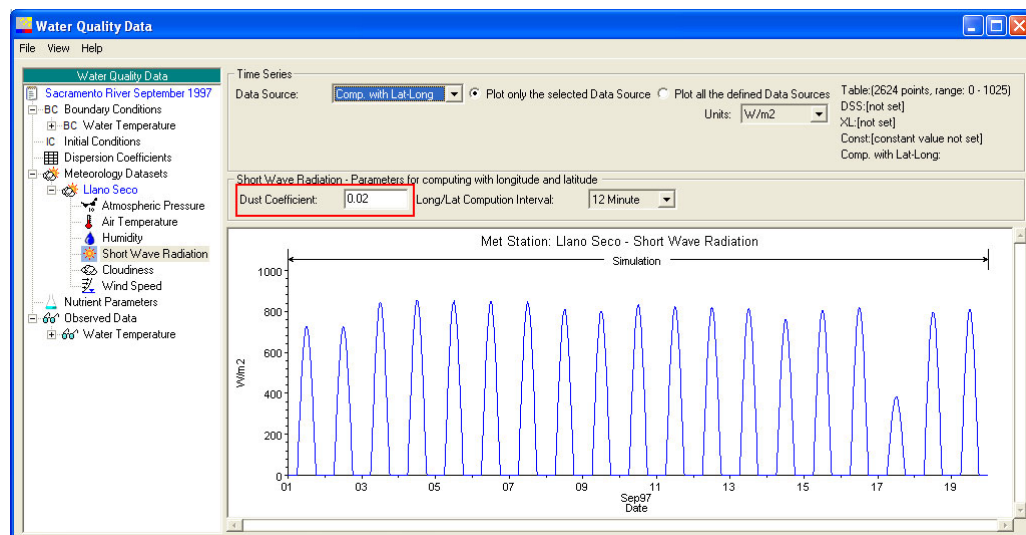 Water Quality Data
File View Help
Water Quality Data
Sacramento River September 1997
BC Boundary Conditions
BC Water Temperature
IC Initial Conditions
Dispersion Coefficients
Meteorology Datasets
Llano Seco
Atmospheric Pressure
Air Temperature
Humidity
Short Wave Radiation
Cloudiness
Wind Speed
Nutrient Parameters
Observed Data
Water Temperature
Time Series
Data Source: Comp. with Lat-Long Plot only the selected Data Source Plot all the defined Data Sources
Units: W/m2
Table:(2624 points, range: 0 - 1025)
DSS:[not set]
XL:[not set]
Const:[constant value not set]
Comp. with Lat-Long:
Short Wave Radiation - Parameters for computing with longitude and latitude
Dust Coefficient: 0.02 Long/Lat Compution Interval: 12 Minute
Met Station: Llano Seco - Short Wave Radiation
Simulation
1000
800
600
400
200
0
W/m2
01 03 05 07 09 11 13 15 17 19
Sep97
Date